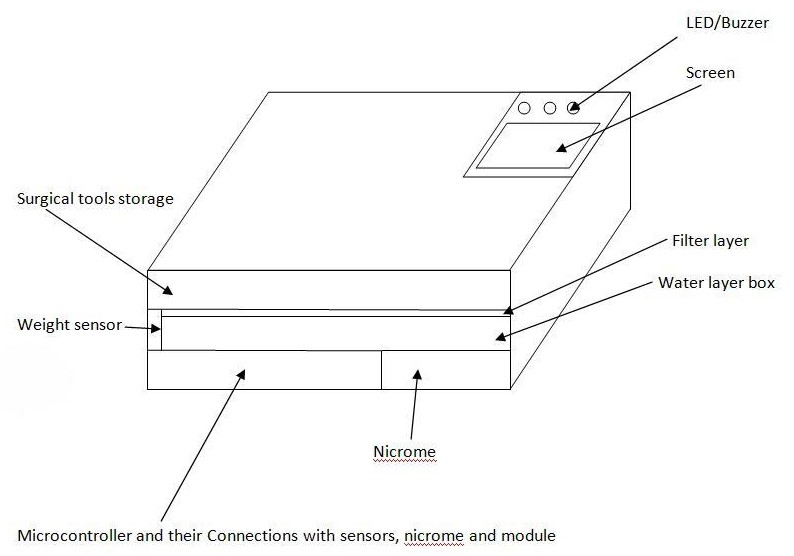 LED/Buzzer
Screen
Surgical tools storage
Filter layer
Water layer box
Weight sensor
Nicrome
Microcontroller and their Connections with sensors, nicrome and module